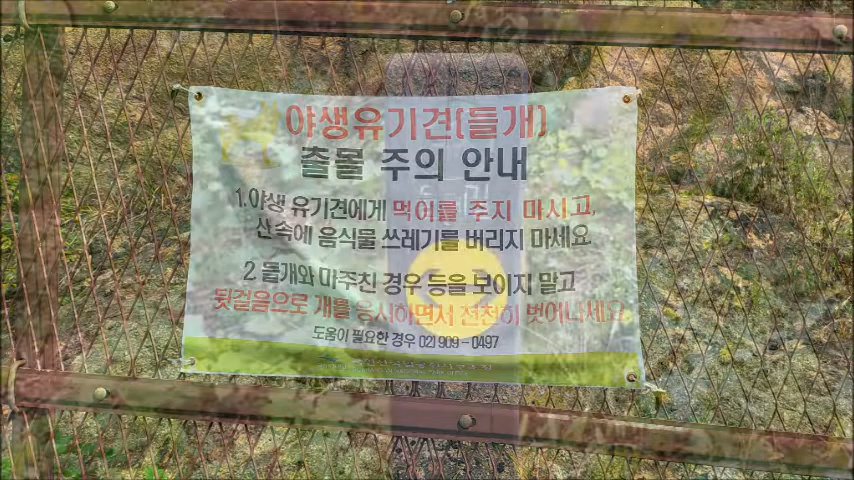 야생유기견(들개)
출몰 주의 안내
1.야생 유기견에게 먹이를 주지 마시고,
산속에 음식물 쓰레기를 버리지 마세요.
2 들개와 마주친 경우 등을 보이지 말고
뒷걸음으로 개를 응시하면서 천천히 벗어나세요.
도움이 필요한 경우 02) 909-0497